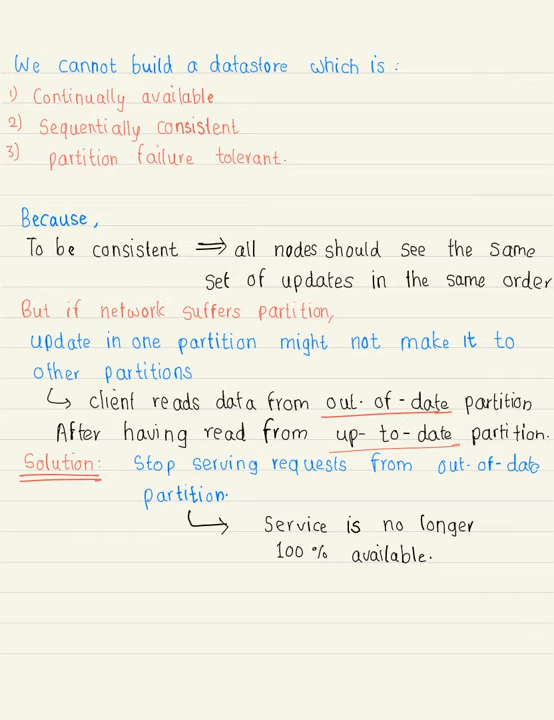 We cannot build a datastore which is :
1) Continually available
2) Sequentially consistent
3) partition failure tolerant.
Because,
To be consistent ⟹ all nodes should see the same
set of updates in the same order
But if network suffers partition,
update in one partition might not make it to
other partitions
↳ client reads data from out-of-date partition
After having read from up-to-date partition.
Solution: Stop serving requests from out-of-date
partition.
↳ Service is no longer
100% available.